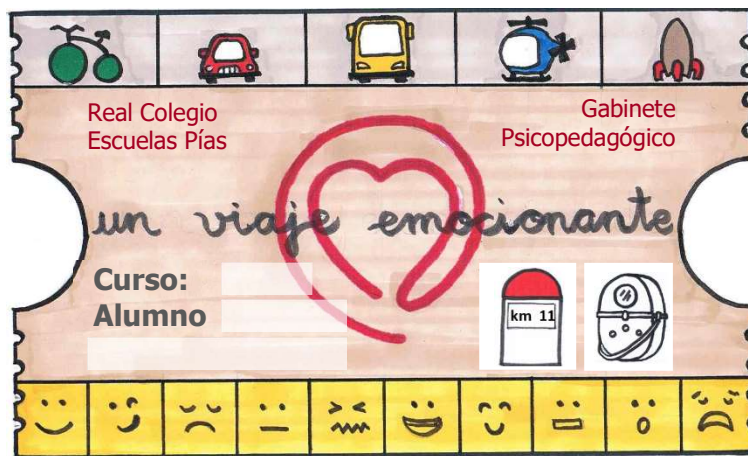 Real Colegio
Escuelas Pías
Gabinete
Psicopedagógico
un viaje emocionante
Curso:
Alumno
km 11